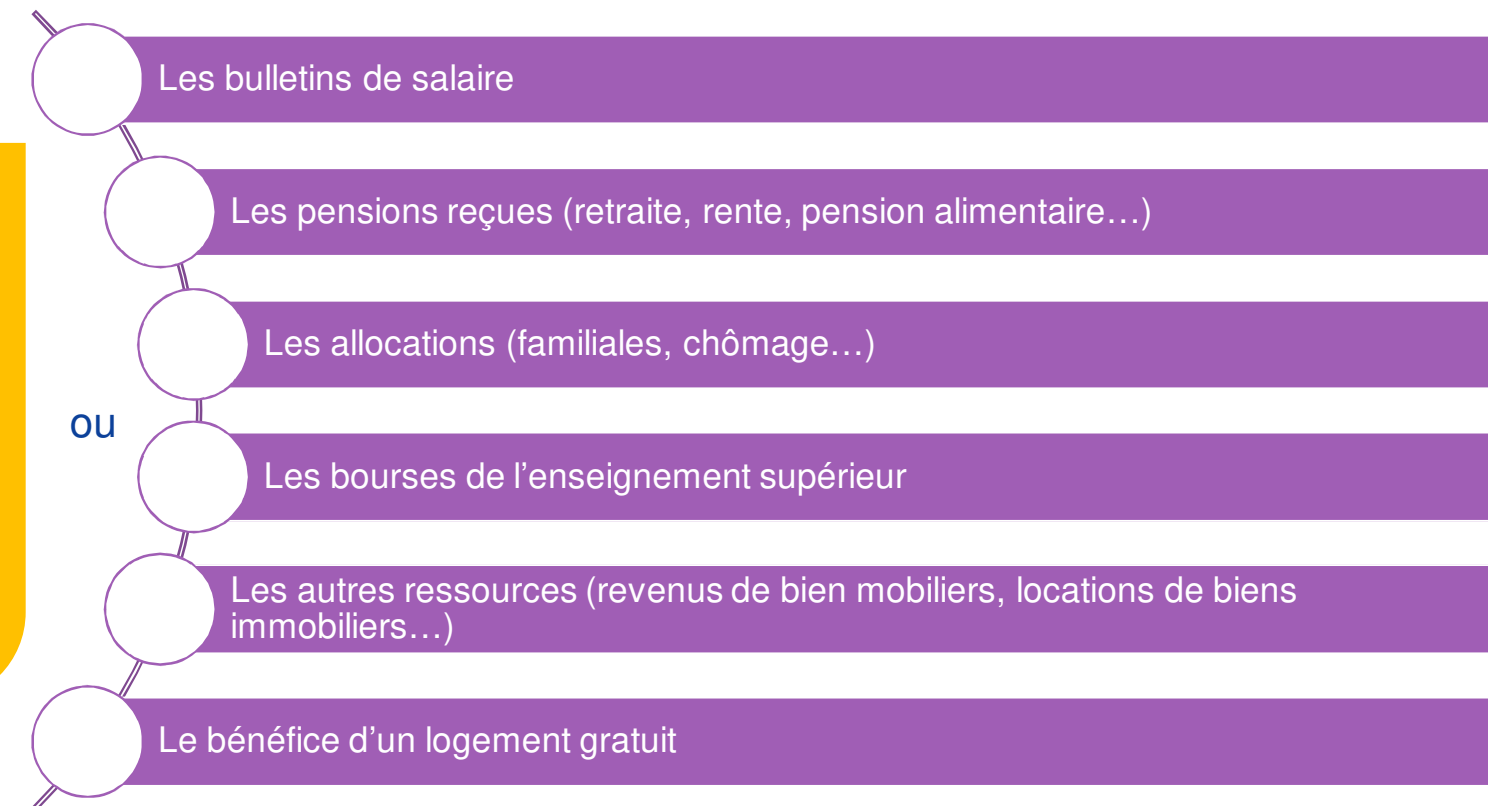 Les bulletins de salaire
Les pensions reçues (retraite, rente, pension alimentaire…)
Les allocations (familiales, chômage…)
ou
Les bourses de l’enseignement supérieur
Les autres ressources (revenus de bien mobiliers, locations de biens
immobiliers…)
Le bénéfice d’un logement gratuit